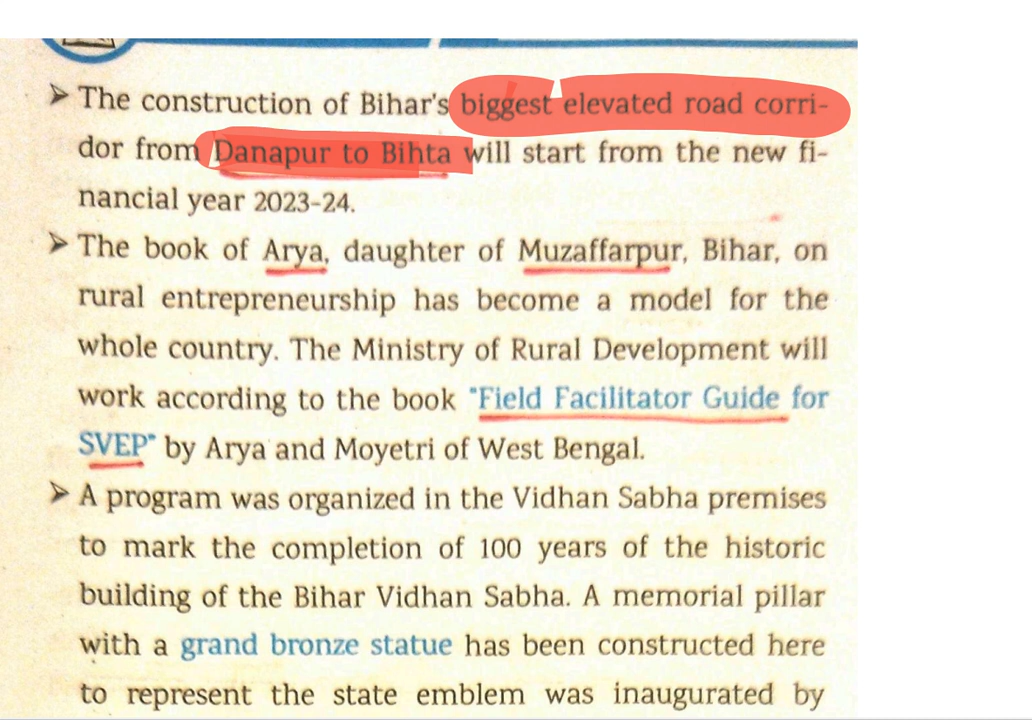 ➤ The construction of Bihar's biggest elevated road corri-
dor from Danapur to Bihta will start from the new fi-
nancial year 2023-24.
➤ The book of Arya, daughter of Muzaffarpur, Bihar, on
rural entrepreneurship has become a model for the
whole country. The Ministry of Rural Development will
work according to the book "Field Facilitator Guide for
SVEP" by Arya and Moyetri of West Bengal.
➤ A program was organized in the Vidhan Sabha premises
to mark the completion of 100 years of the historic
building of the Bihar Vidhan Sabha. A memorial pillar
with a grand bronze statue has been constructed here
to represent the state emblem was inaugurated by